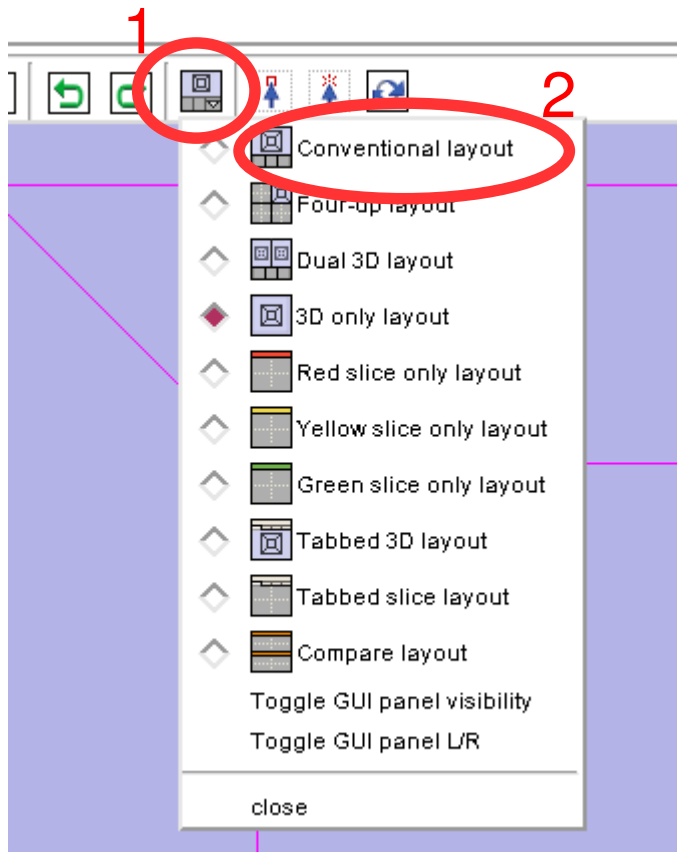 1
2
Conventional layout
Four-up layout
Dual 3D layout
3D only layout
Red slice only layout
Yellow slice only layout
Green slice only layout
Tabbed 3D layout
Tabbed slice layout
Compare layout
Toggle GUI panel visibility
Toggle GUI panel L/R
close